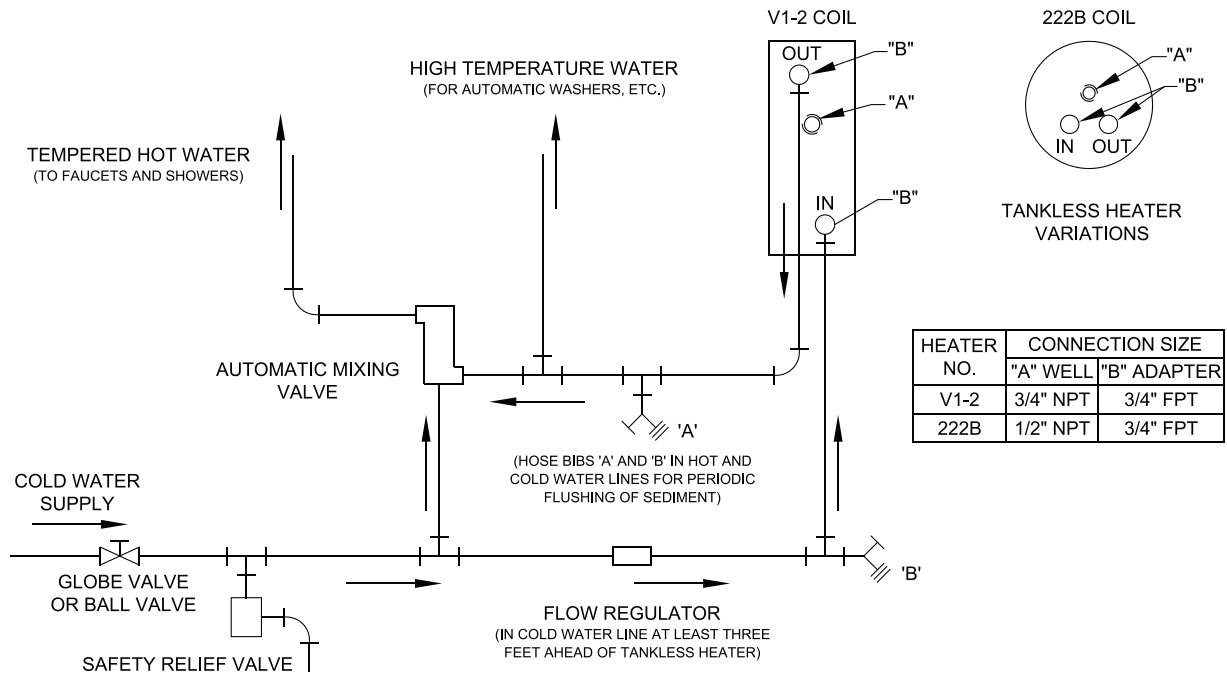 V1-2 COIL
OUT
"B"
"A"
IN
"B"
222B COIL
"A"
"B"
IN OUT
TANKLESS HEATER
VARIATIONS
HIGH TEMPERATURE WATER
(FOR AUTOMATIC WASHERS, ETC.)
TEMPERED HOT WATER
(TO FAUCETS AND SHOWERS)
AUTOMATIC MIXING
VALVE
'A'
(HOSE BIBS 'A' AND 'B' IN HOT AND
COLD WATER LINES FOR PERIODIC
FLUSHING OF SEDIMENT)
HEATER NO. CONNECTION SIZE
"A" WELL "B" ADAPTER
V1-2 3/4" NPT 3/4" FPT
222B 1/2" NPT 3/4" FPT
COLD WATER
SUPPLY
GLOBE VALVE
OR BALL VALVE
SAFETY RELIEF VALVE
FLOW REGULATOR
(IN COLD WATER LINE AT LEAST THREE
FEET AHEAD OF TANKLESS HEATER)
'B'